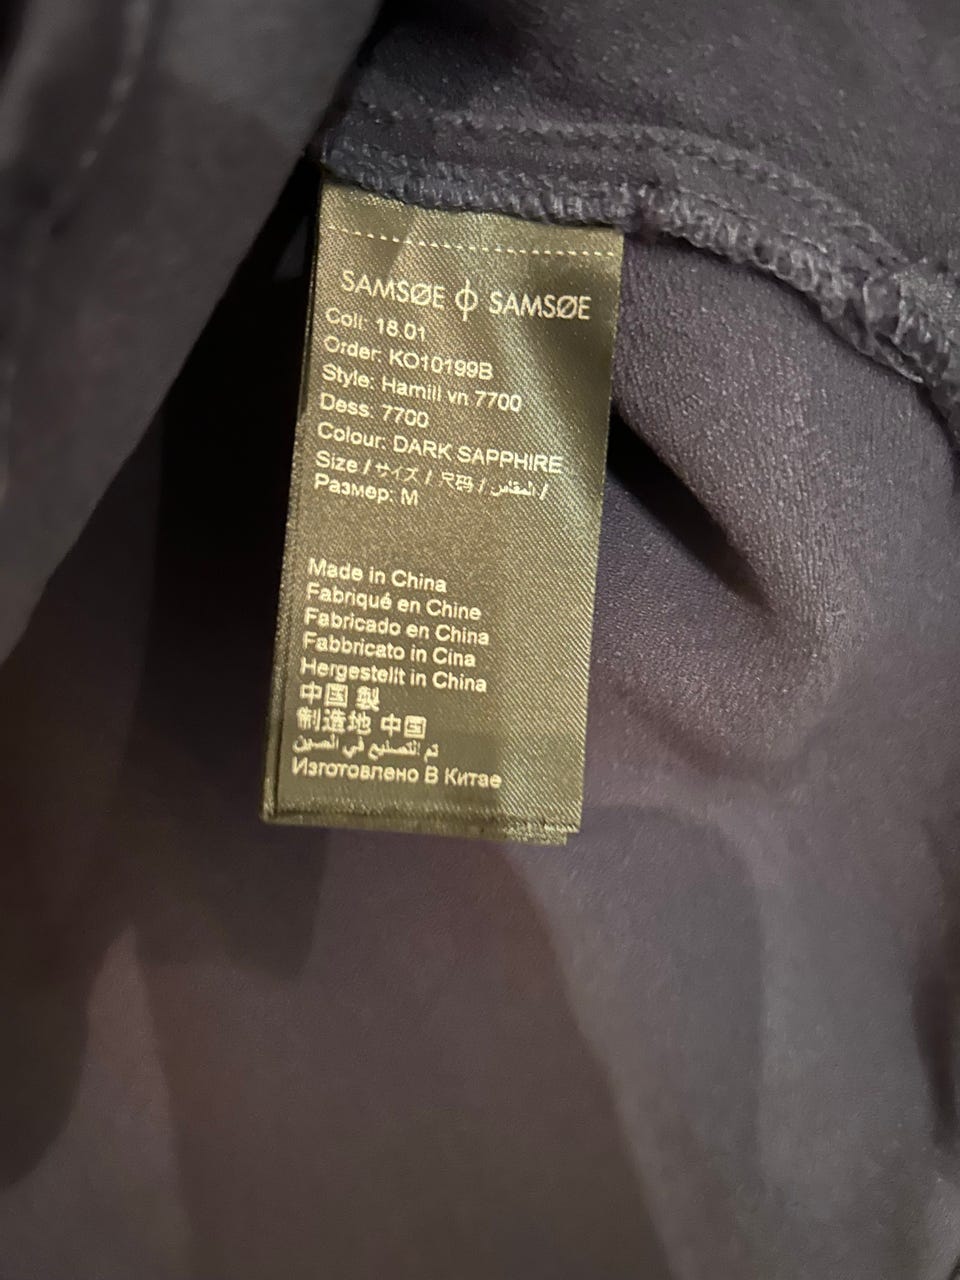 SAMSØE ɸ SAMSØE
Coll: 18.01
Order: KO10199B
Style: Hamill vn 7700
Dess. 7700
Colour: DARK SAPPHIRE
Size / サイズ / 尺码 / المقاس /
Размер: M
Made in China
Fabriqué en Chine
Fabricado en China
Fabbricato in Cina
Hergestellt in China
中国 製
制造地 中国
تم التصنيع في الصين
Изготовлено В Китае